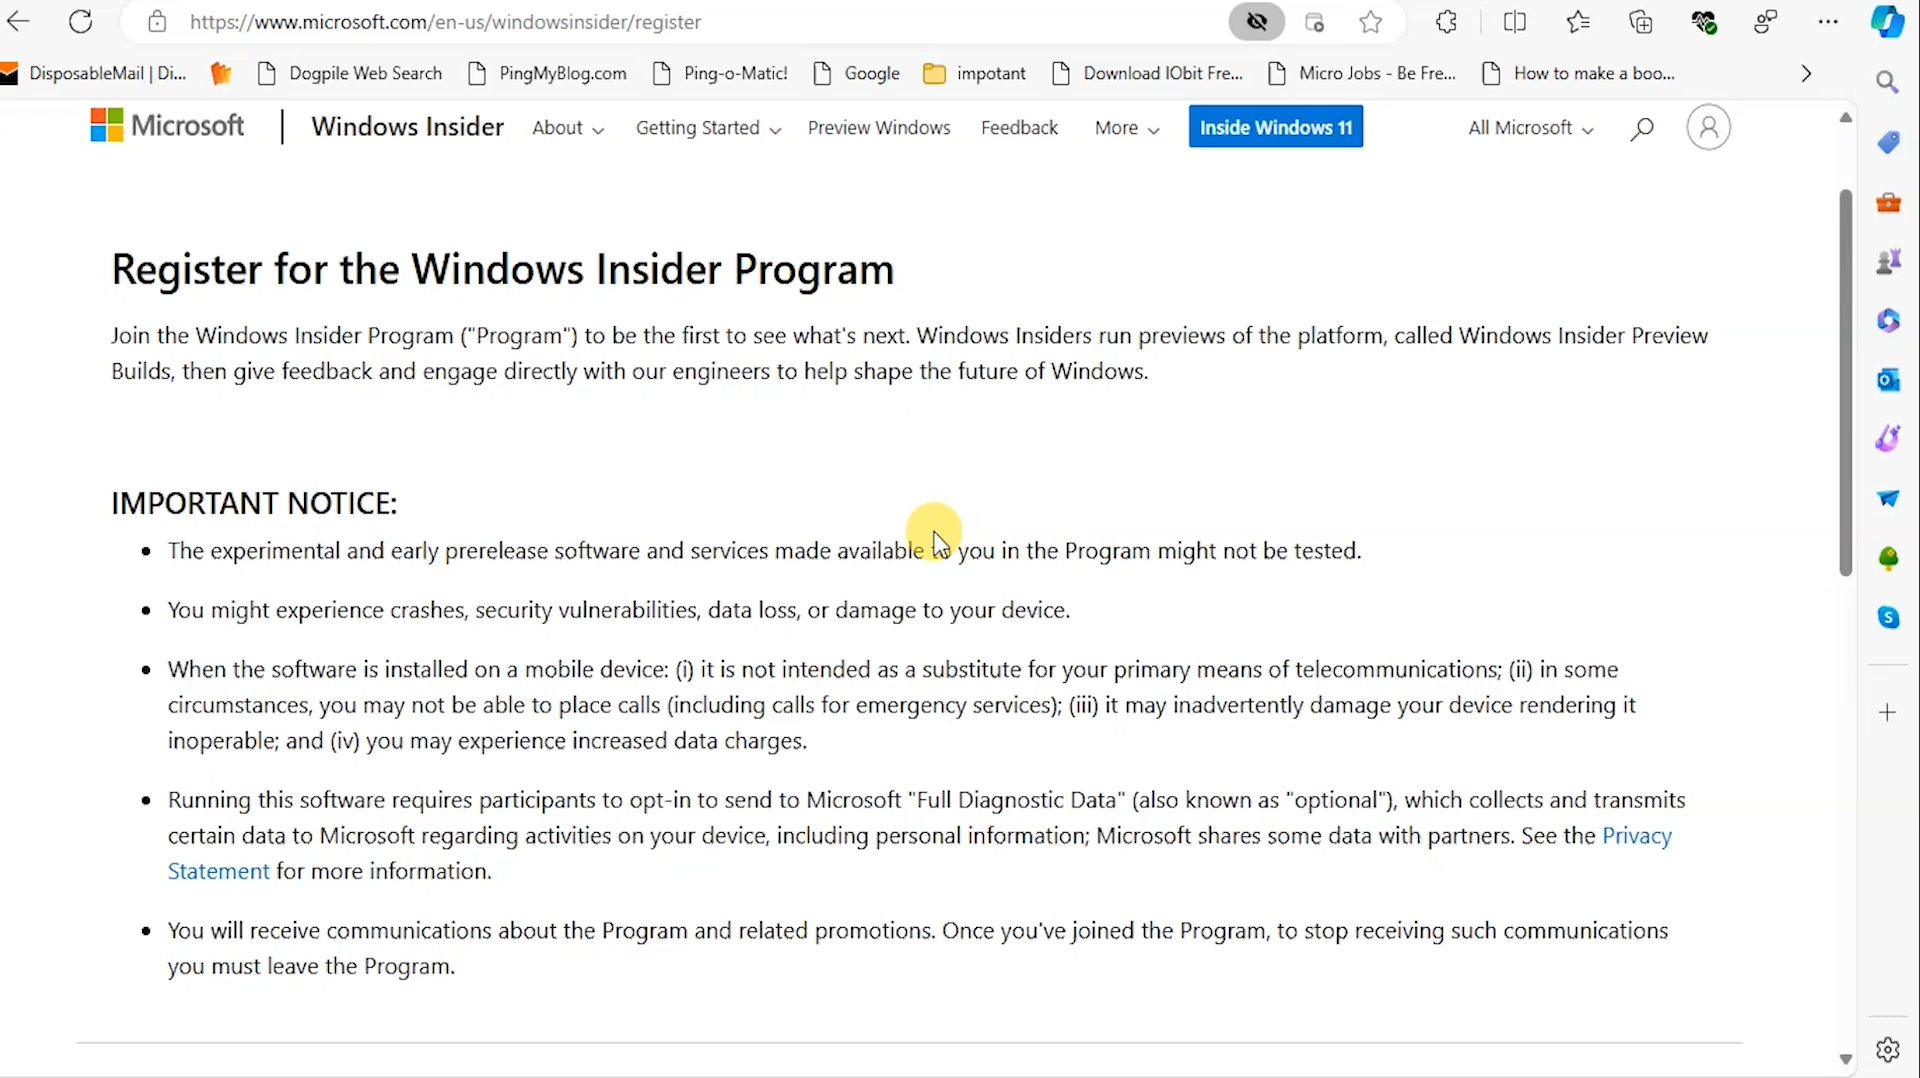 https://www.microsoft.com/en-us/windowsinsider/register
DisposableMail | Di... Dogpile Web Search PingMyBlog.com Ping-o-Matic! Google impotant Download IObit Fre... Micro Jobs - Be Fre... How to make a boo...
Microsoft Windows Insider About Getting Started Preview Windows Feedback More Inside Windows 11 All Microsoft
Register for the Windows Insider Program
Join the Windows Insider Program ("Program") to be the first to see what's next. Windows Insiders run previews of the platform, called Windows Insider Preview
Builds, then give feedback and engage directly with our engineers to help shape the future of Windows.
IMPORTANT NOTICE:
• The experimental and early prerelease software and services made available to you in the Program might not be tested.
• You might experience crashes, security vulnerabilities, data loss, or damage to your device.
• When the software is installed on a mobile device: (i) it is not intended as a substitute for your primary means of telecommunications; (ii) in some
circumstances, you may not be able to place calls (including calls for emergency services); (iii) it may inadvertently damage your device rendering it
inoperable; and (iv) you may experience increased data charges.
• Running this software requires participants to opt-in to send to Microsoft "Full Diagnostic Data" (also known as "optional"), which collects and transmits
certain data to Microsoft regarding activities on your device, including personal information; Microsoft shares some data with partners. See the Privacy
Statement for more information.
• You will receive communications about the Program and related promotions. Once you've joined the Program, to stop receiving such communications
you must leave the Program.